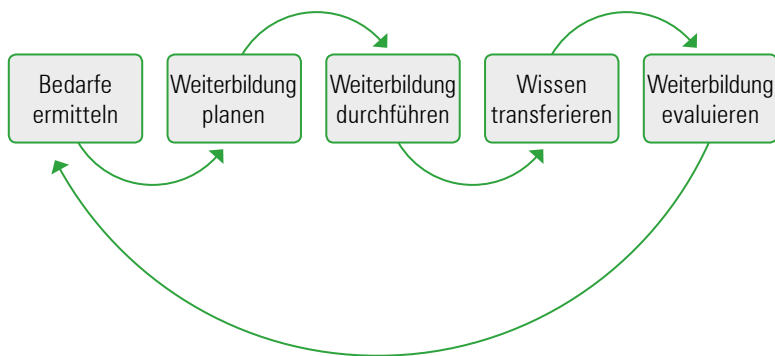 Bedarfe
ermitteln
Weiterbildung
planen
Weiterbildung
durchführen
Wissen
transferieren
Weiterbildung
evaluieren